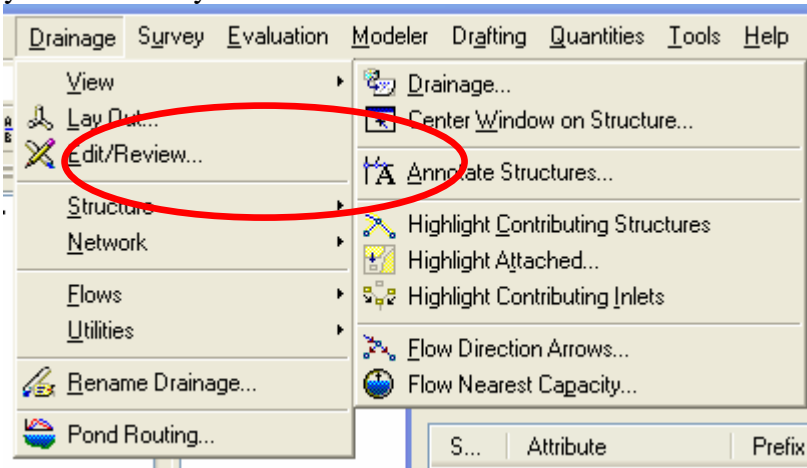 Drainage Survey Evaluation Modeler Drafting Quantities Tools Help
View
Lay Out...
Edit/Review...
Structure
Network
Flows
Utilities
Rename Drainage...
Pond Routing...
Drainage...
Center Window on Structure...
Annotate Structures...
Highlight Contributing Structures
Highlight Attached...
Highlight Contributing Inlets
Flow Direction Arrows...
Flow Nearest Capacity...
S... Attribute Prefix